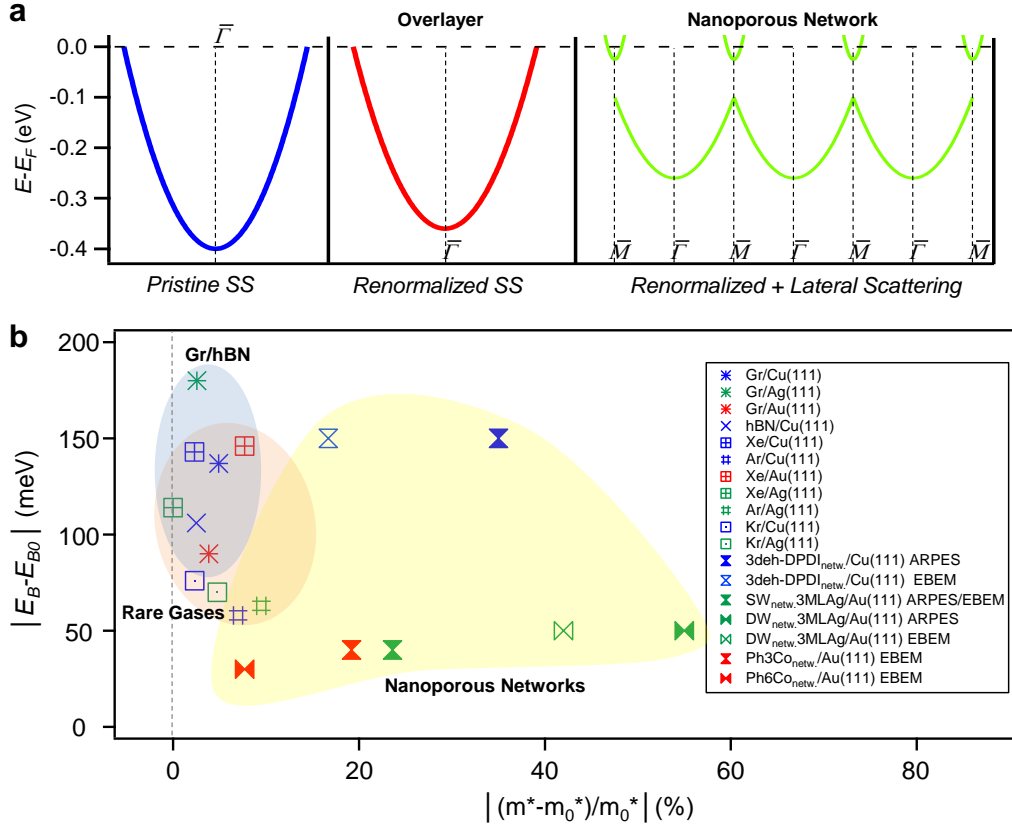 a
Overlayer
Nanoporous Network
E-E_F (eV)
0.0
-0.1
-0.2
-0.3
-0.4
Γ̅
Γ̅
M̅ Γ̅ M̅ Γ̅ M̅ Γ̅ M̅
Pristine SS
Renormalized SS
Renormalized + Lateral Scattering
b
|E_B-E_B0| (meV)
200
150
100
50
0
Gr/hBN
Rare Gases
Nanoporous Networks
Gr/Cu(111)
Gr/Ag(111)
Gr/Au(111)
hBN/Cu(111)
Xe/Cu(111)
Ar/Cu(111)
Xe/Au(111)
Xe/Ag(111)
Ar/Ag(111)
Kr/Cu(111)
Kr/Ag(111)
3deh-DPDI_netw./Cu(111) ARPES
3deh-DPDI_netw./Cu(111) EBEM
SW_netw.3MLAg/Au(111) ARPES/EBEM
DW_netw.3MLAg/Au(111) ARPES
DW_netw.3MLAg/Au(111) EBEM
Ph3Co_netw./Au(111) EBEM
Ph6Co_netw./Au(111) EBEM
0 20 40 60 80
|(m*-m_0*)/m_0*| (%)